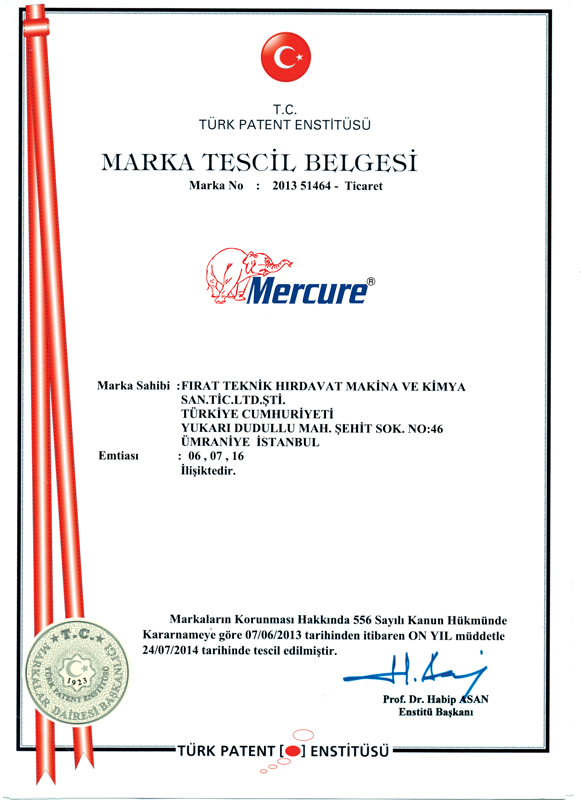 T.C.
TÜRK PATENT ENSTİTÜSÜ
MARKA TESCİL BELGESİ
Marka No : 2013 51464 - Ticaret
Mercure®
Marka Sahibi :FIRAT TEKNİK HIRDAVAT MAKİNA VE KİMYA
SAN.TİC.LTD.ŞTİ.
TÜRKİYE CUMHURİYETİ
YUKARI DUDULLU MAH. ŞEHİT SOK. NO:46
ÜMRANİYE İSTANBUL
Emtiası : 06 , 07 , 16
İlişiktedir.
Markaların Korunması Hakkında 556 Sayılı Kanun Hükmünde
Kararnameye göre 07/06/2013 tarihinden itibaren ON YIL müddetle
24/07/2014 tarihinde tescil edilmiştir.
Prof. Dr. Habip ASAN
Enstitü Başkanı
T.C.
MARKALAR DAİRESİ BAŞKANLIĞI
TÜRK PATENT ENSTİTÜSÜ
1923
TÜRK PATENT [ ] ENSTİTÜSÜ